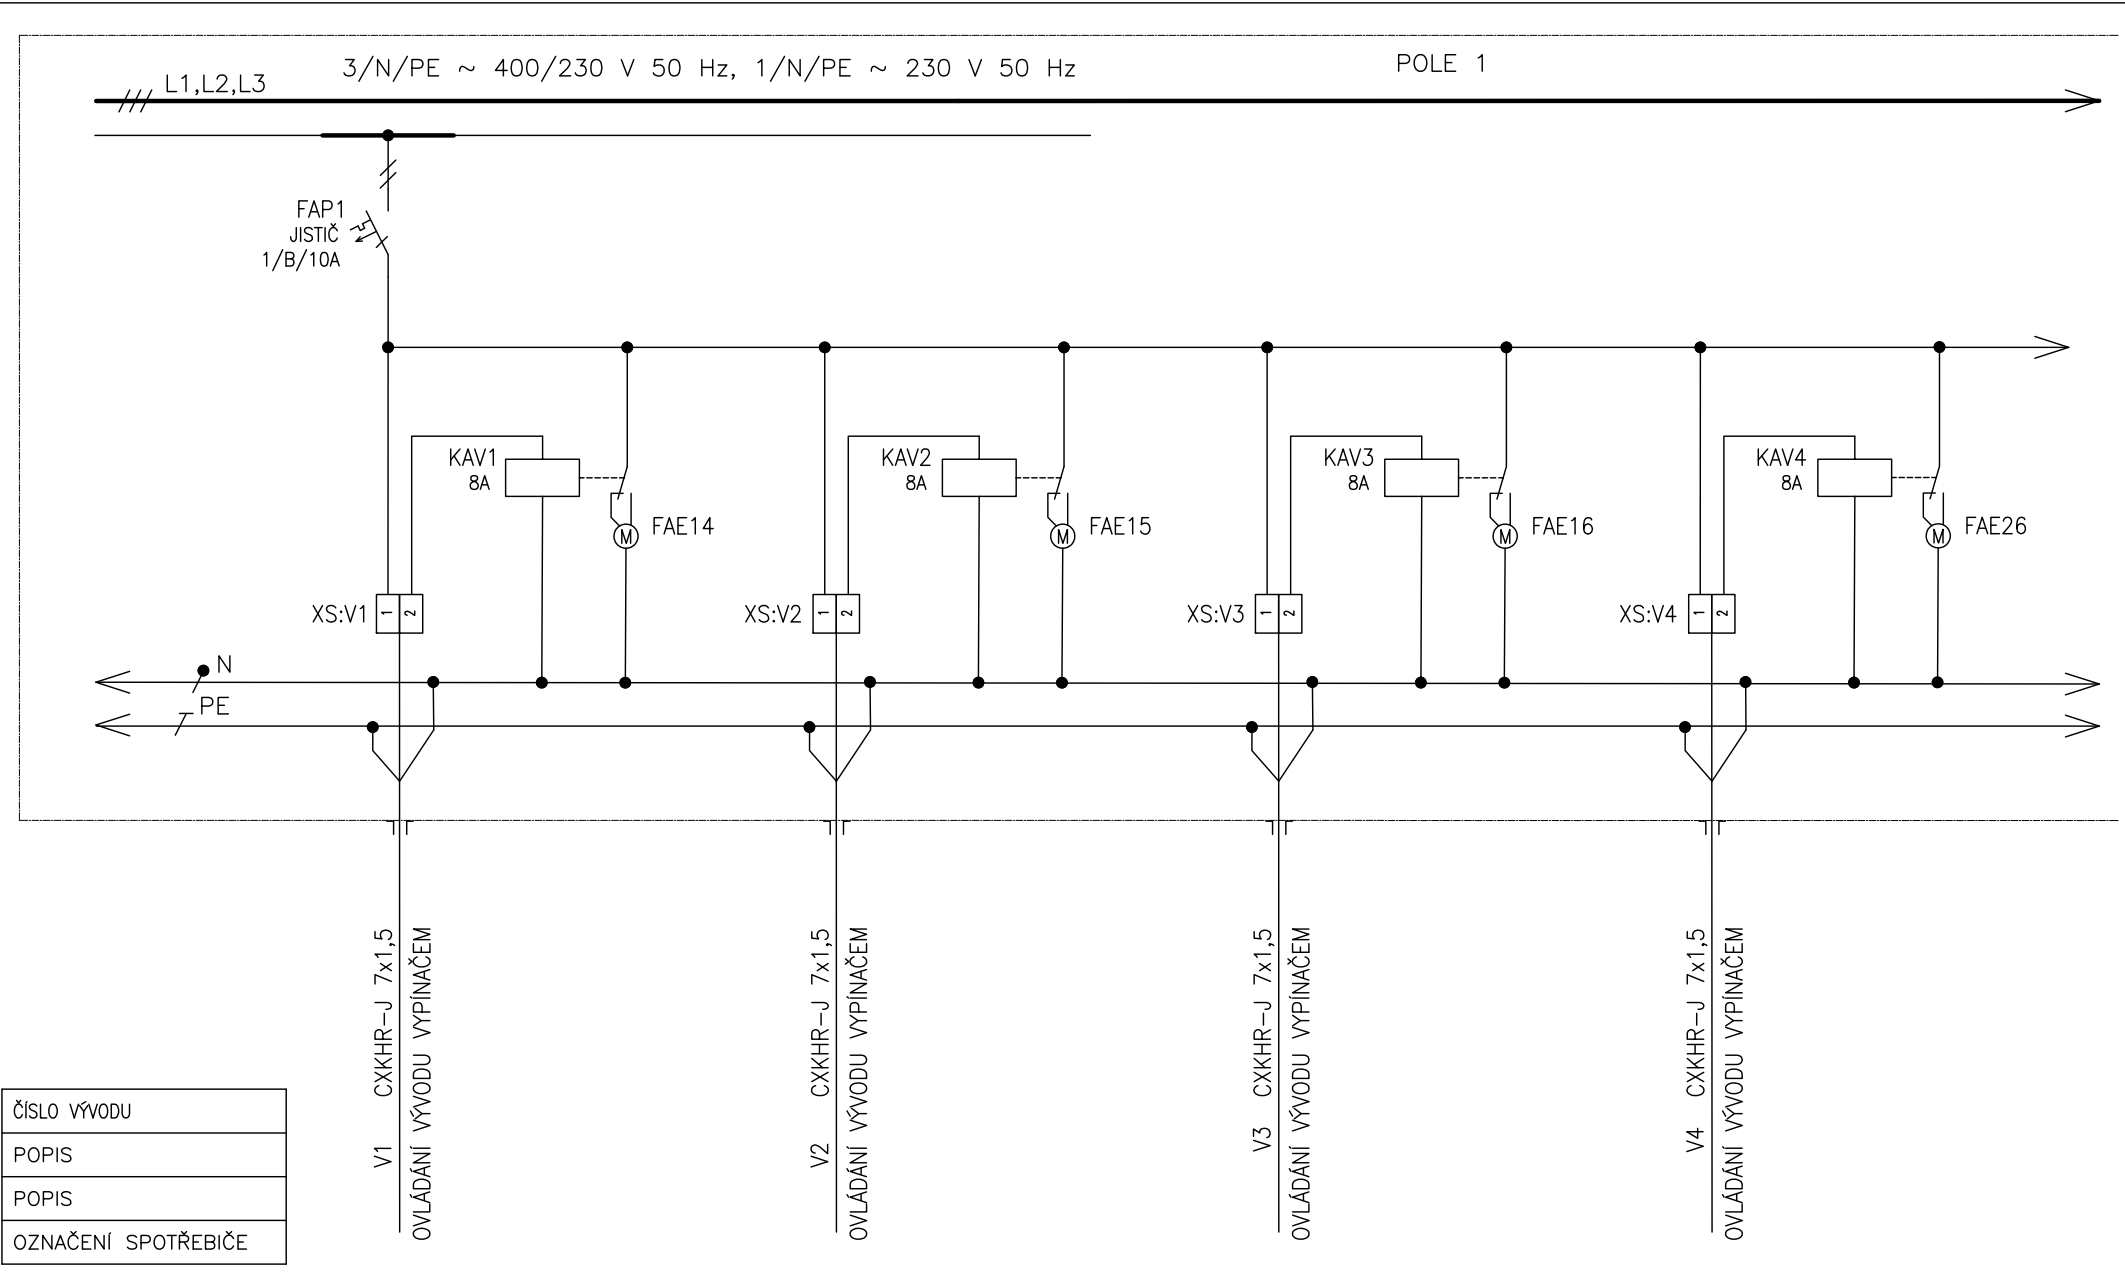 3/N/PE ~ 400/230 V 50 Hz, 1/N/PE ~ 230 V 50 Hz
POLE 1
L1,L2,L3
FAP1
JISTIČ
1/B/10A
KAV1
8A
FAE14
KAV2
8A
FAE15
KAV3
8A
FAE16
KAV4
8A
FAE26
M
M
M
M
XS:V1
1
2
XS:V2
1
2
XS:V3
1
2
XS:V4
1
2
N
PE
V1 CXKHR-J 7x1,5
OVLÁDÁNÍ VÝVODU VYPÍNAČEM
V2 CXKHR-J 7x1,5
OVLÁDÁNÍ VÝVODU VYPÍNAČEM
V3 CXKHR-J 7x1,5
OVLÁDÁNÍ VÝVODU VYPÍNAČEM
V4 CXKHR-J 7x1,5
OVLÁDÁNÍ VÝVODU VYPÍNAČEM
ČÍSLO VÝVODU
POPIS
POPIS
OZNAČENÍ SPOTŘEBIČE